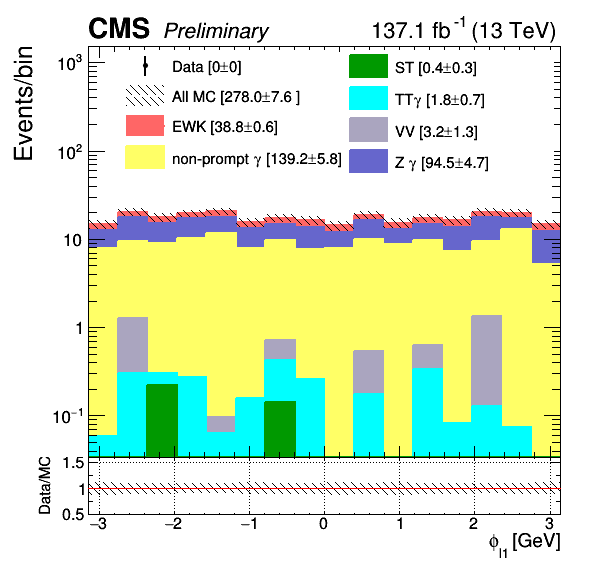 CMS Preliminary 137.1 fb⁻¹ (13 TeV)
Events/bin
10³
10²
10
1
10⁻¹
Data [0±0]
All MC [278.0±7.6 ]
EWK [38.8±0.6]
non-prompt γ [139.2±5.8]
ST [0.4±0.3]
TTγ [1.8±0.7]
VV [3.2±1.3]
Z γ [94.5±4.7]
Data/MC
1.5
1
0.5
−3 −2 −1 0 1 2 3
ϕ_l1 [GeV]